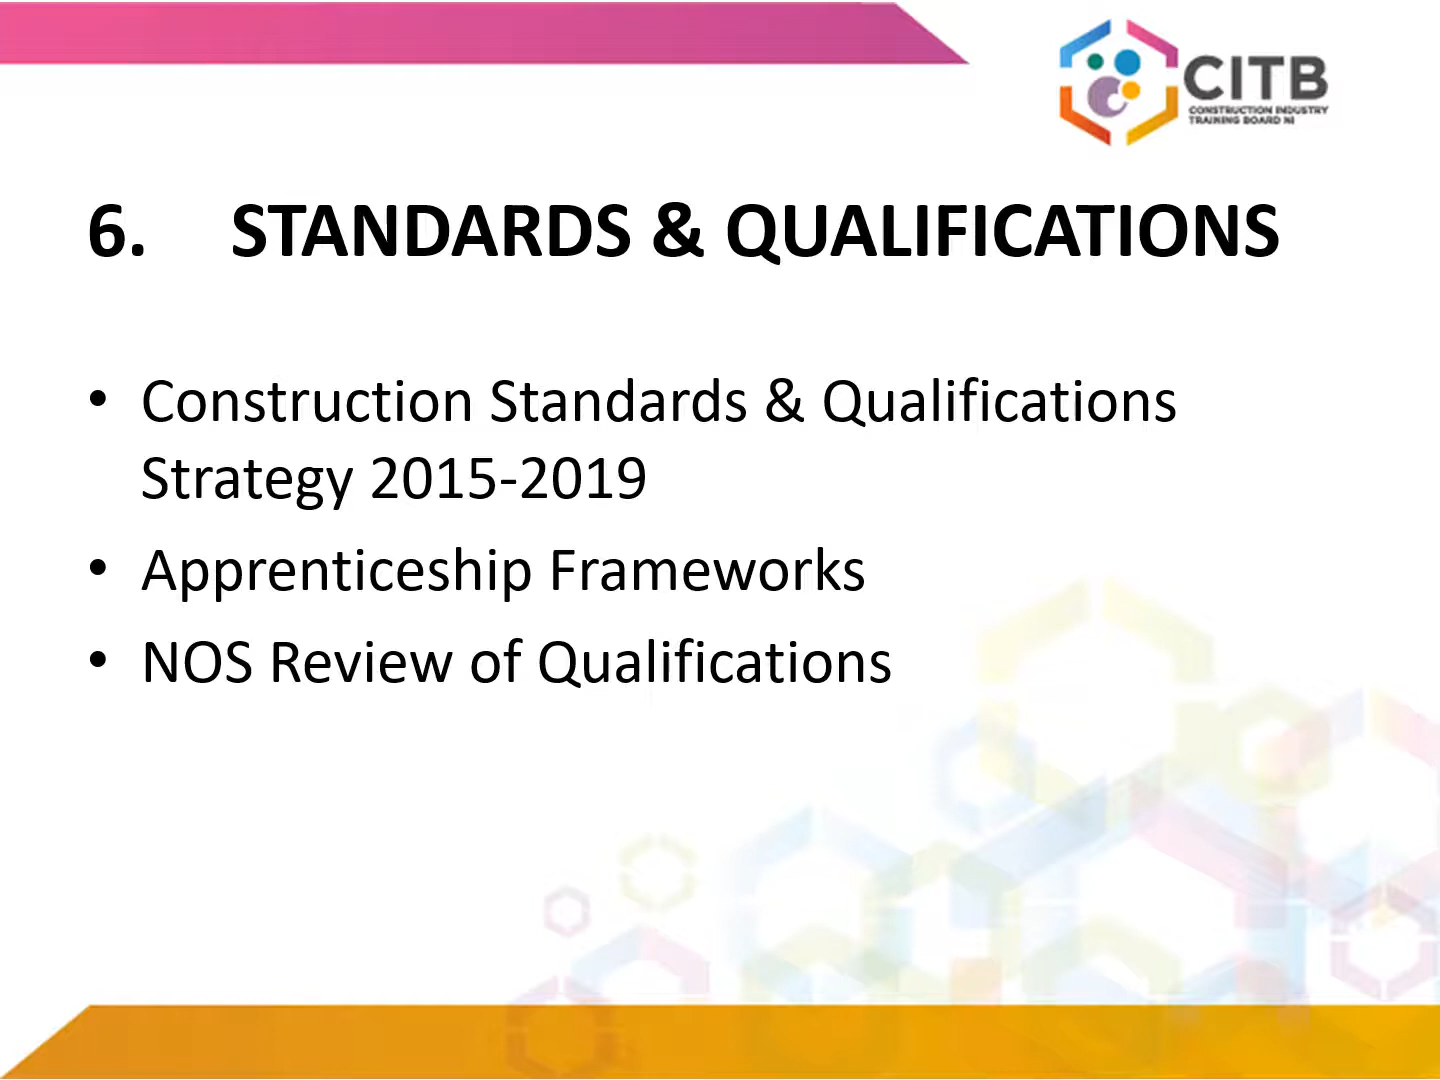 CITB
CONSTRUCTION INDUSTRY
TRAINING BOARD NI
6. STANDARDS & QUALIFICATIONS
• Construction Standards & Qualifications
Strategy 2015-2019
• Apprenticeship Frameworks
• NOS Review of Qualifications